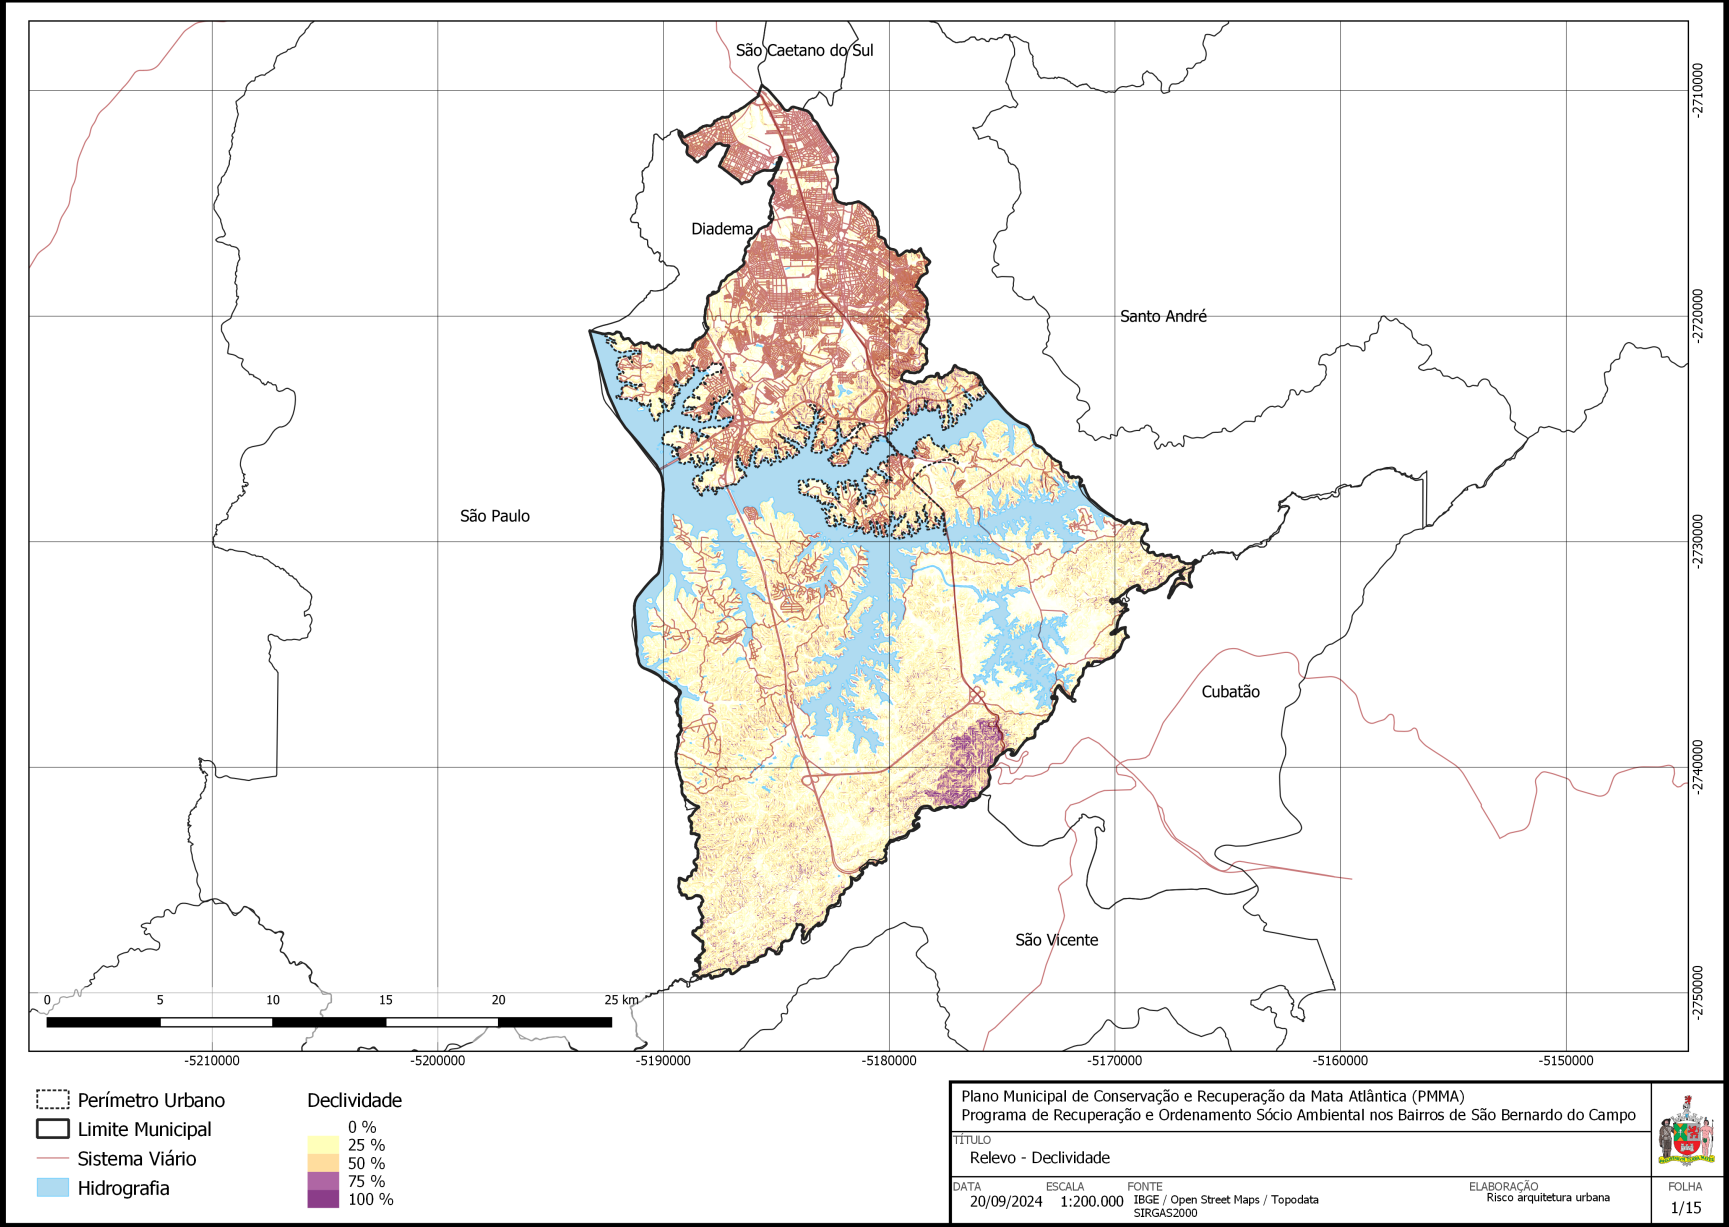 São Caetano do Sul
-2710000
Diadema
Santo André
-2720000
São Paulo
-2730000
Cubatão
-2740000
São Vicente
-2750000
0 5 10 15 20 25 km
-5210000 -5200000 -5190000 -5180000 -5170000 -5160000 -5150000
Perímetro Urbano
Limite Municipal
Sistema Viário
Hidrografia
Declividade
0 %
25 %
50 %
75 %
100 %
Plano Municipal de Conservação e Recuperação da Mata Atlântica (PMMA)
Programa de Recuperação e Ordenamento Sócio Ambiental nos Bairros de São Bernardo do Campo
TÍTULO
Relevo - Declividade
DATA
20/09/2024
ESCALA
1:200.000
FONTE
IBGE / Open Street Maps / Topodata
SIRGAS2000
ELABORAÇÃO
Risco arquitetura urbana
FOLHA
1/15